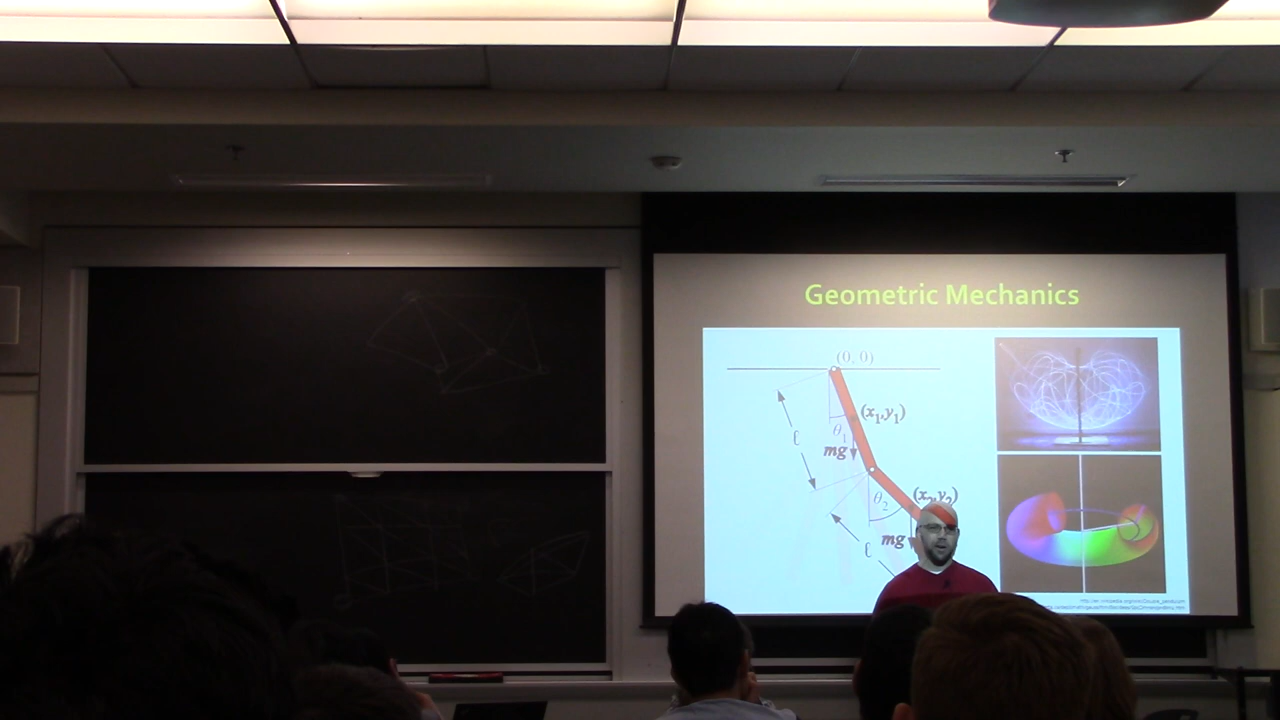 Geometric Mechanics
(0, 0)
(x₁,y₁)
θ₁
ℓ
mg
θ₂
(x₂,y₂)
mg
ℓ